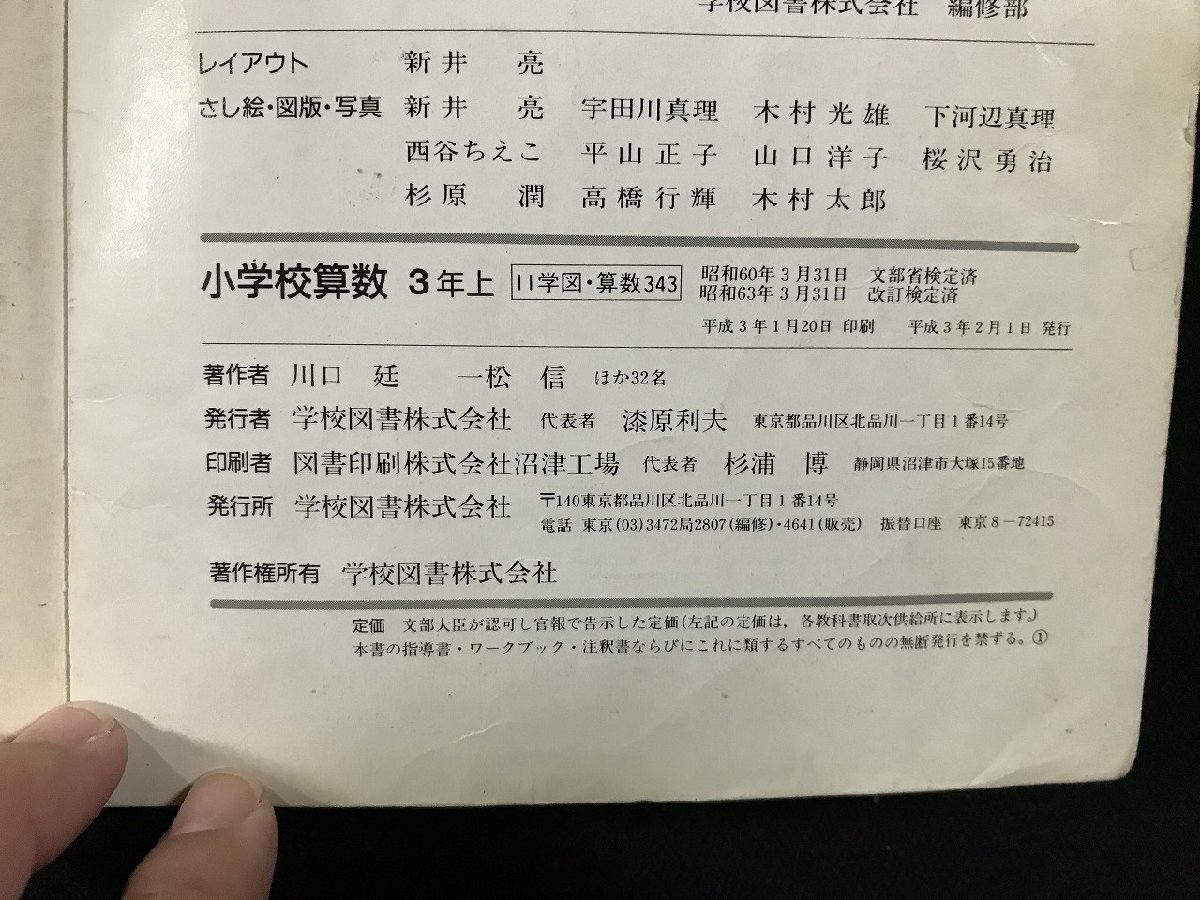 学校図書株式会社 編修部
レイアウト 新井 亮
さし絵・図版・写真 新井 亮 宇田川真理 木村光雄 下河辺真理
西谷ちえこ 平山正子 山口洋子 桜沢勇治
杉原 潤 高橋行輝 木村太郎
小学校算数 3年上 11学図・算数343 昭和60年3月31日 文部省検定済
昭和63年3月31日 改訂検定済
平成3年1月20日 印刷 平成3年2月1日 発行
著作者 川口 廷 一松 信 ほか32名
発行者 学校図書株式会社 代表者 漆原利夫 東京都品川区北品川一丁目1番14号
印刷者 図書印刷株式会社沼津工場 代表者 杉浦 博 静岡県沼津市大塚15番地
発行所 学校図書株式会社 〒140東京都品川区北品川一丁目1番14号
電話 東京(03)3472局2807(編修)・4641(販売) 振替口座 東京8-72415
著作権所有 学校図書株式会社
定価 文部大臣が認可し官報で告示した定価(左記の定価は,各教科書取次供給所に表示します。)
本書の指導書・ワークブック・注釈書ならびにこれに類するすべてのものの無断発行を禁ずる。①